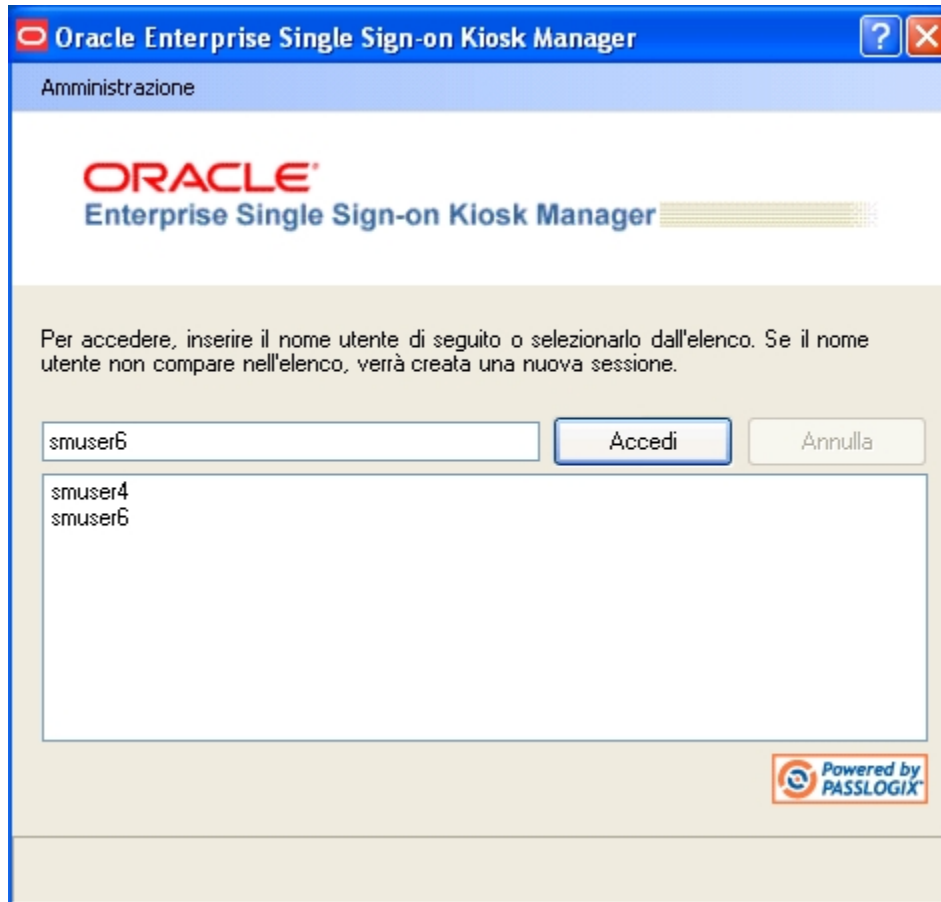 Oracle Enterprise Single Sign-on Kiosk Manager
Amministrazione
ORACLE
Enterprise Single Sign-on Kiosk Manager
Per accedere, inserire il nome utente di seguito o selezionarlo dall'elenco. Se il nome
utente non compare nell'elenco, verrà creata una nuova sessione.
smuser6 Accedi Annulla
smuser4
smuser6
Powered by
PASSLOGIX